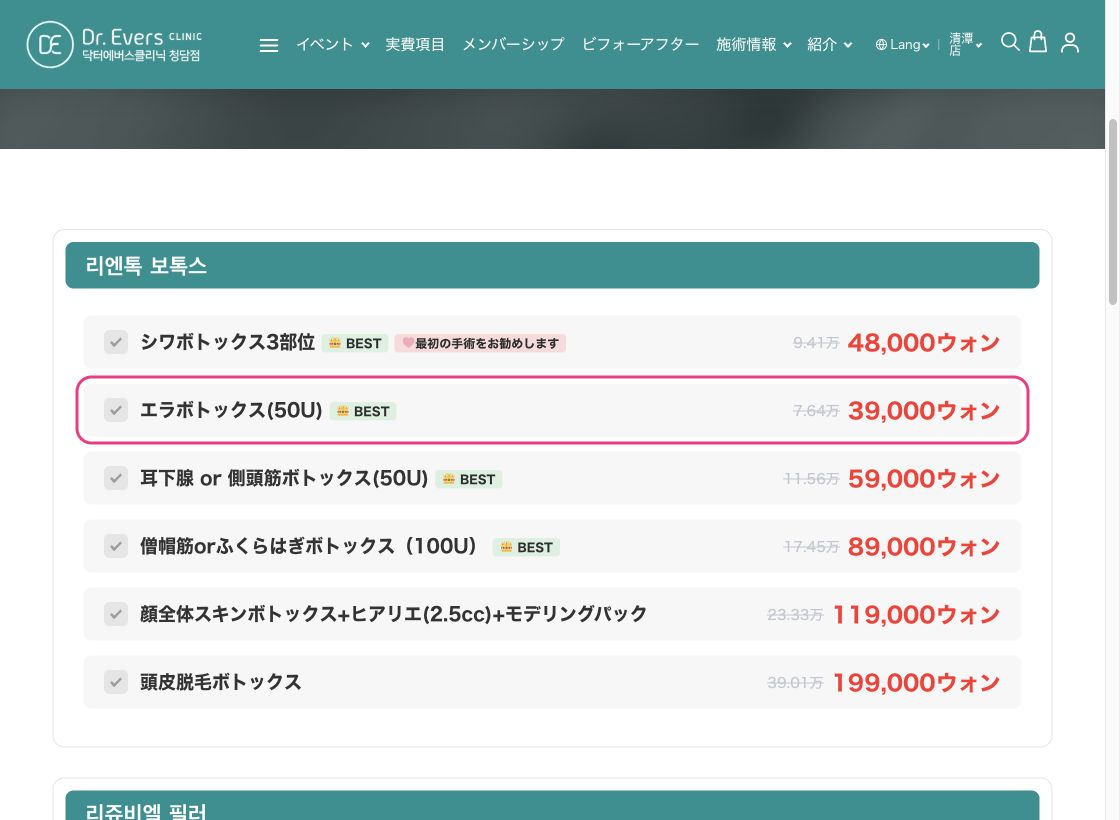 DE Dr. Evers CLINIC
닥터에버스클리닉 청담점
イベント 実費項目 メンバーシップ ビフォーアフター 施術情報 紹介 Lang 清潭店
리엔톡 보톡스
シワボトックス3部位 BEST 最初の手術をお勧めします 9.41万 48,000ウォン
エラボトックス(50U) BEST 7.64万 39,000ウォン
耳下腺 or 側頭筋ボトックス(50U) BEST 11.56万 59,000ウォン
僧帽筋orふくらはぎボトックス（100U） BEST 17.45万 89,000ウォン
顔全体スキンボトックス+ヒアリエ(2.5cc)+モデリングパック 23.33万 119,000ウォン
頭皮脱毛ボトックス 39.01万 199,000ウォン
리쥬비엘 필러